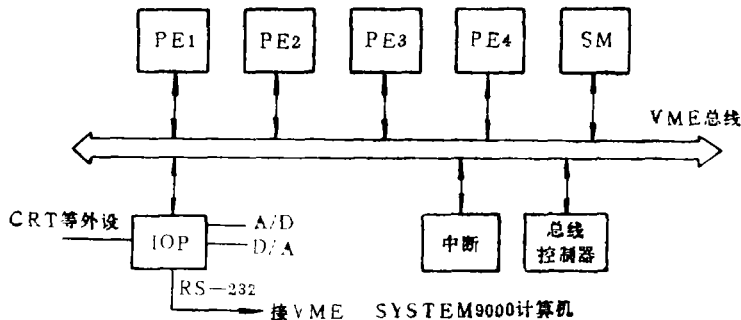 PE1
PE2
PE3
PE4
SM
VME总线
CRT等外设
IOP
A/D
D/A
中断
总线
控制器
RS-232
接VME SYSTEM9000计算机